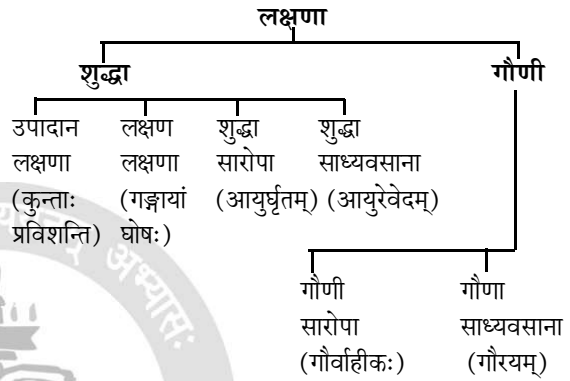 लक्षणा
शुद्धा गौणी
उपादान लक्षण शुद्धा शुद्धा
लक्षणा लक्षणा सारोपा साध्यवसाना
(कुन्ताः (गङ्गायां (आयुर्घृतम्) (आयुरेवेदम्)
प्रविशन्ति) घोषः)
गौणी गौणा
सारोपा साध्यवसाना
(गौर्वाहीकः) (गौरयम्)
अभ्यासः